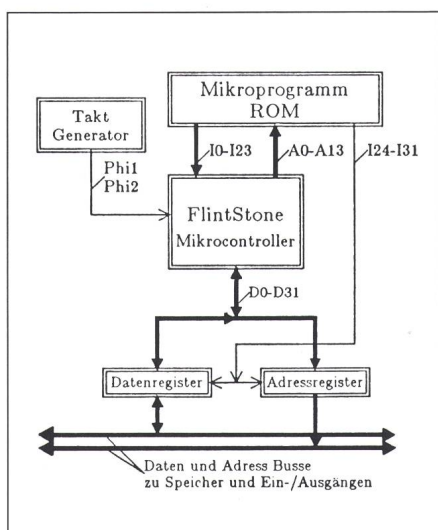 Mikroprogramm
ROM
Takt
Generator
I0-I23
A0-A13
I24-I31
Phi1
Phi2
FlintStone
Mikrocontroller
D0-D31
Datenregister
Adressregister
Daten und Adress Busse
zu Speicher und Ein-/Ausgängen